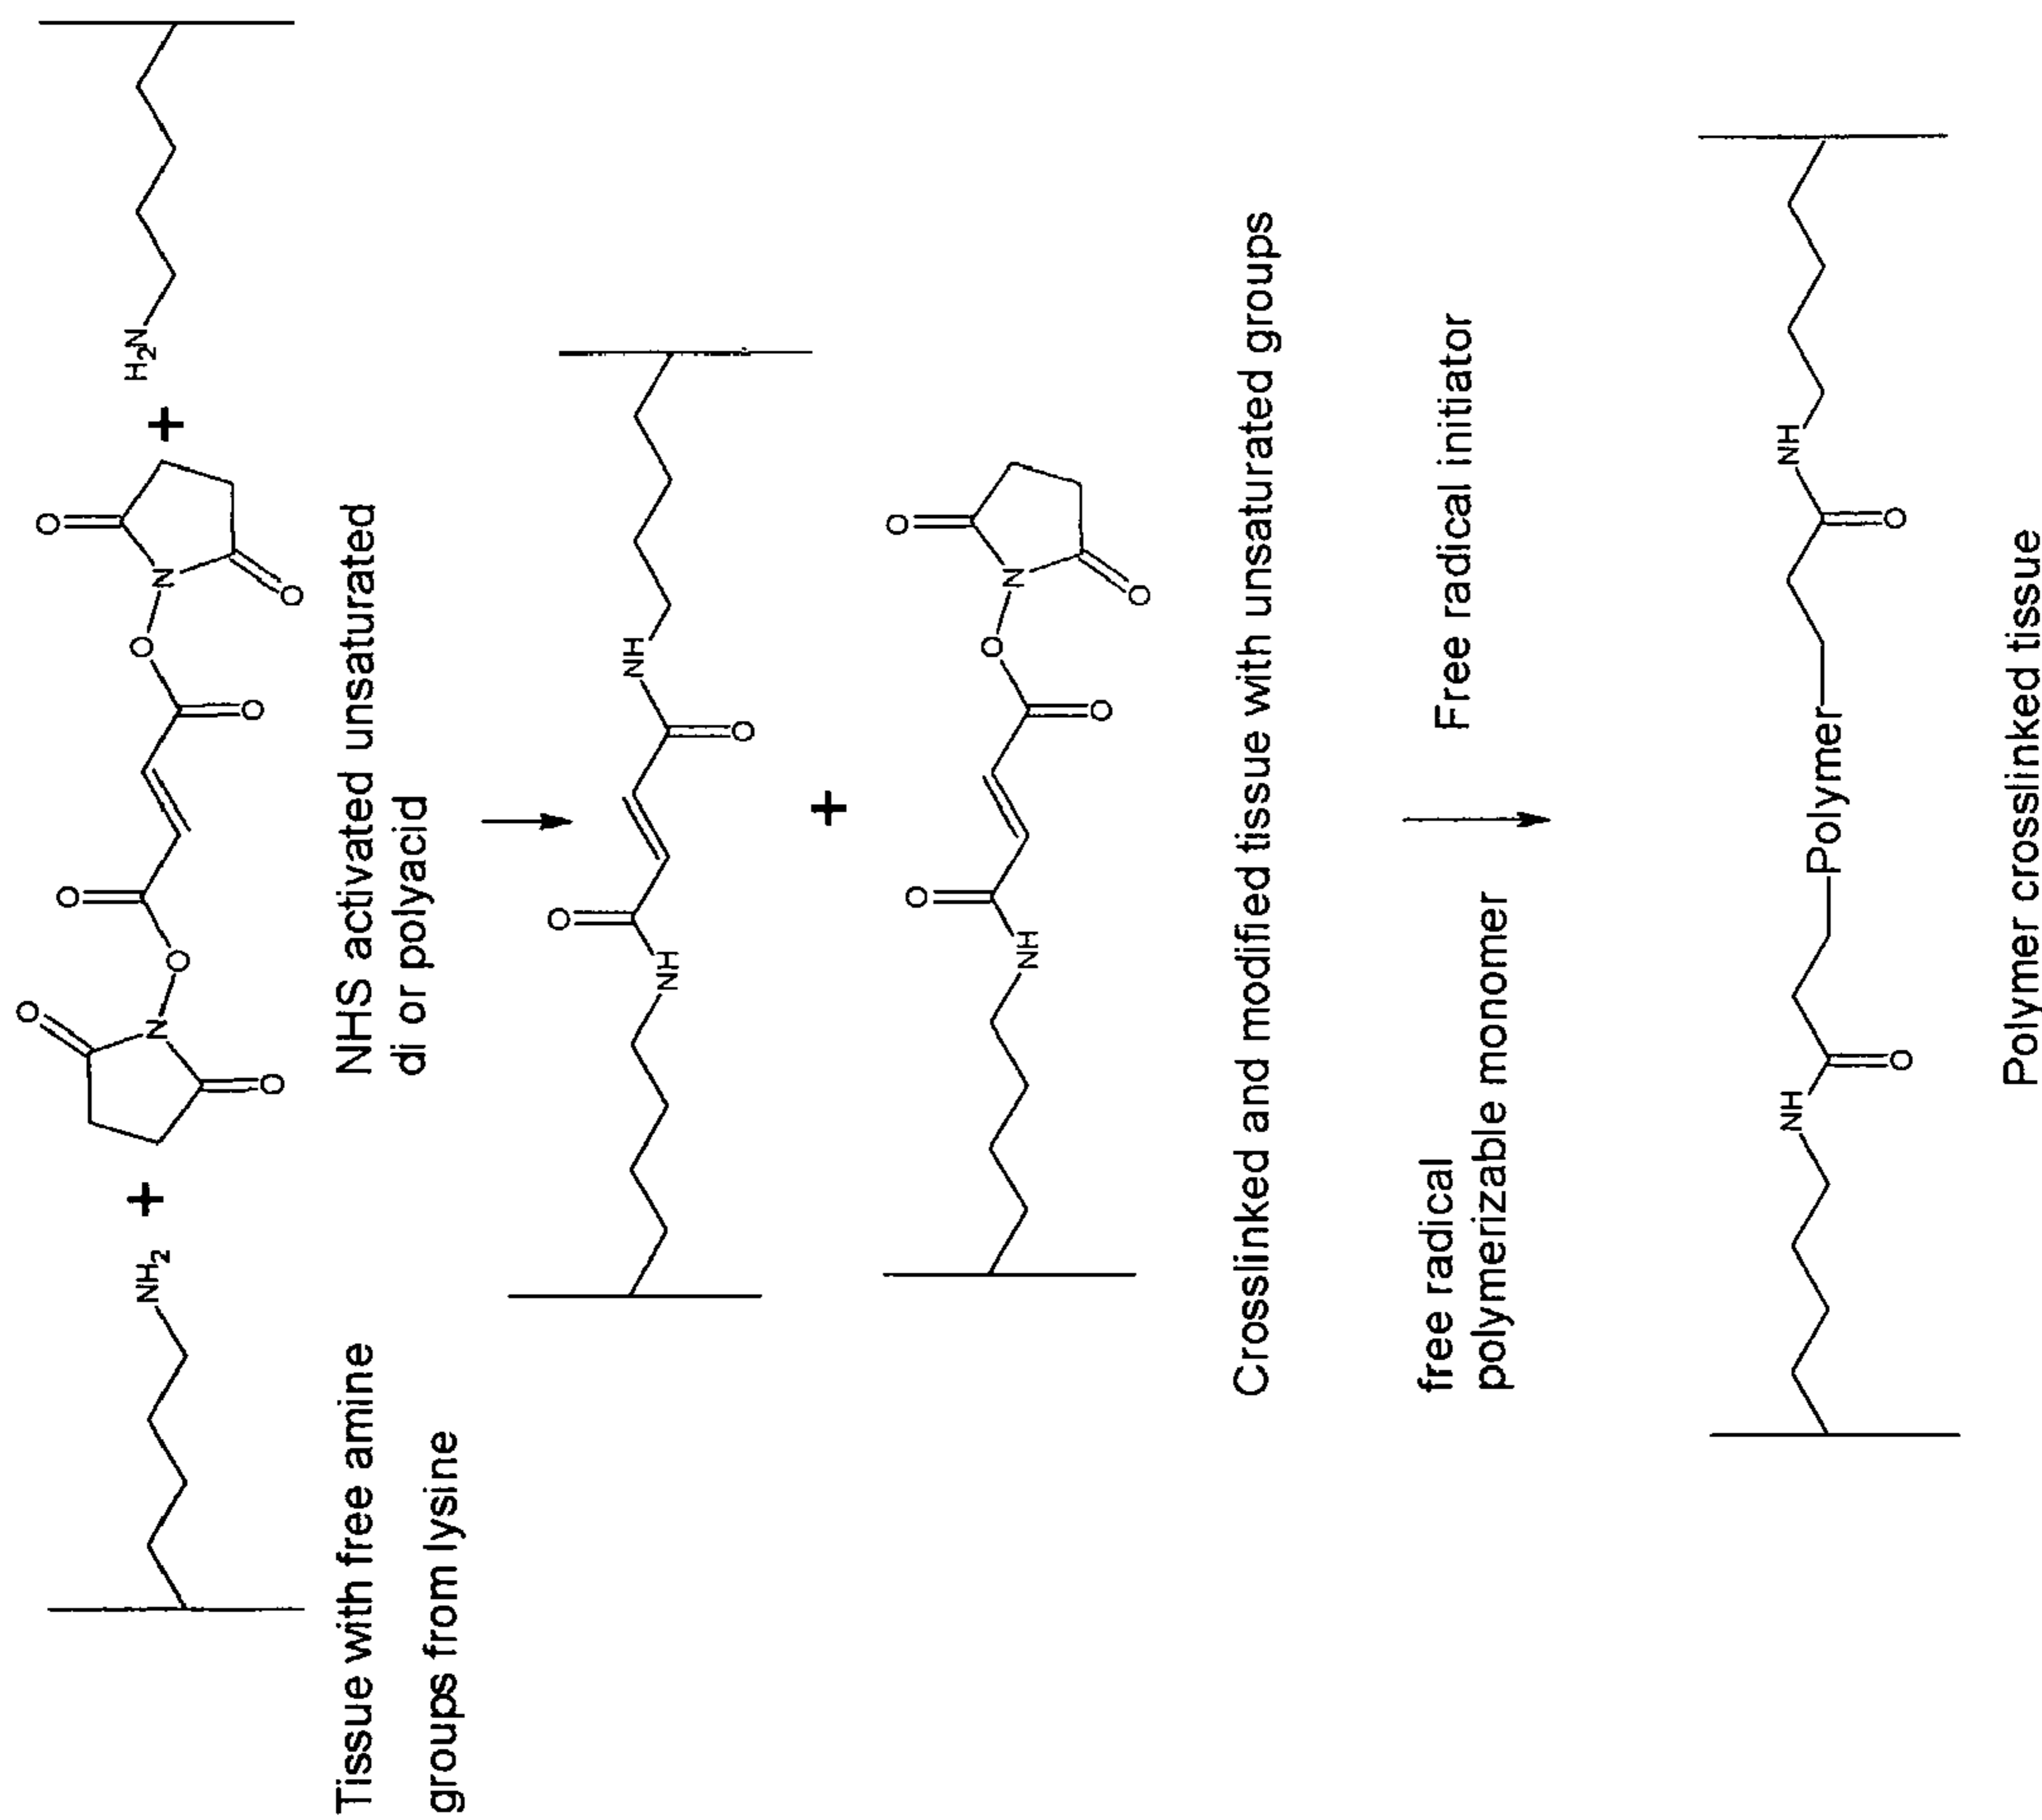 NH₂ + O O N O O O O N O O + H₂N
Tissue with free amine
groups from lysine
NHS activated unsaturated
di or polyacid
NH O O NH
+
NH O O O N O O
Crosslinked and modified tissue with unsaturated groups
free radical
polymerizable monomer
Free radical initiator
NH O Polymer O NH
Polymer crosslinked tissue